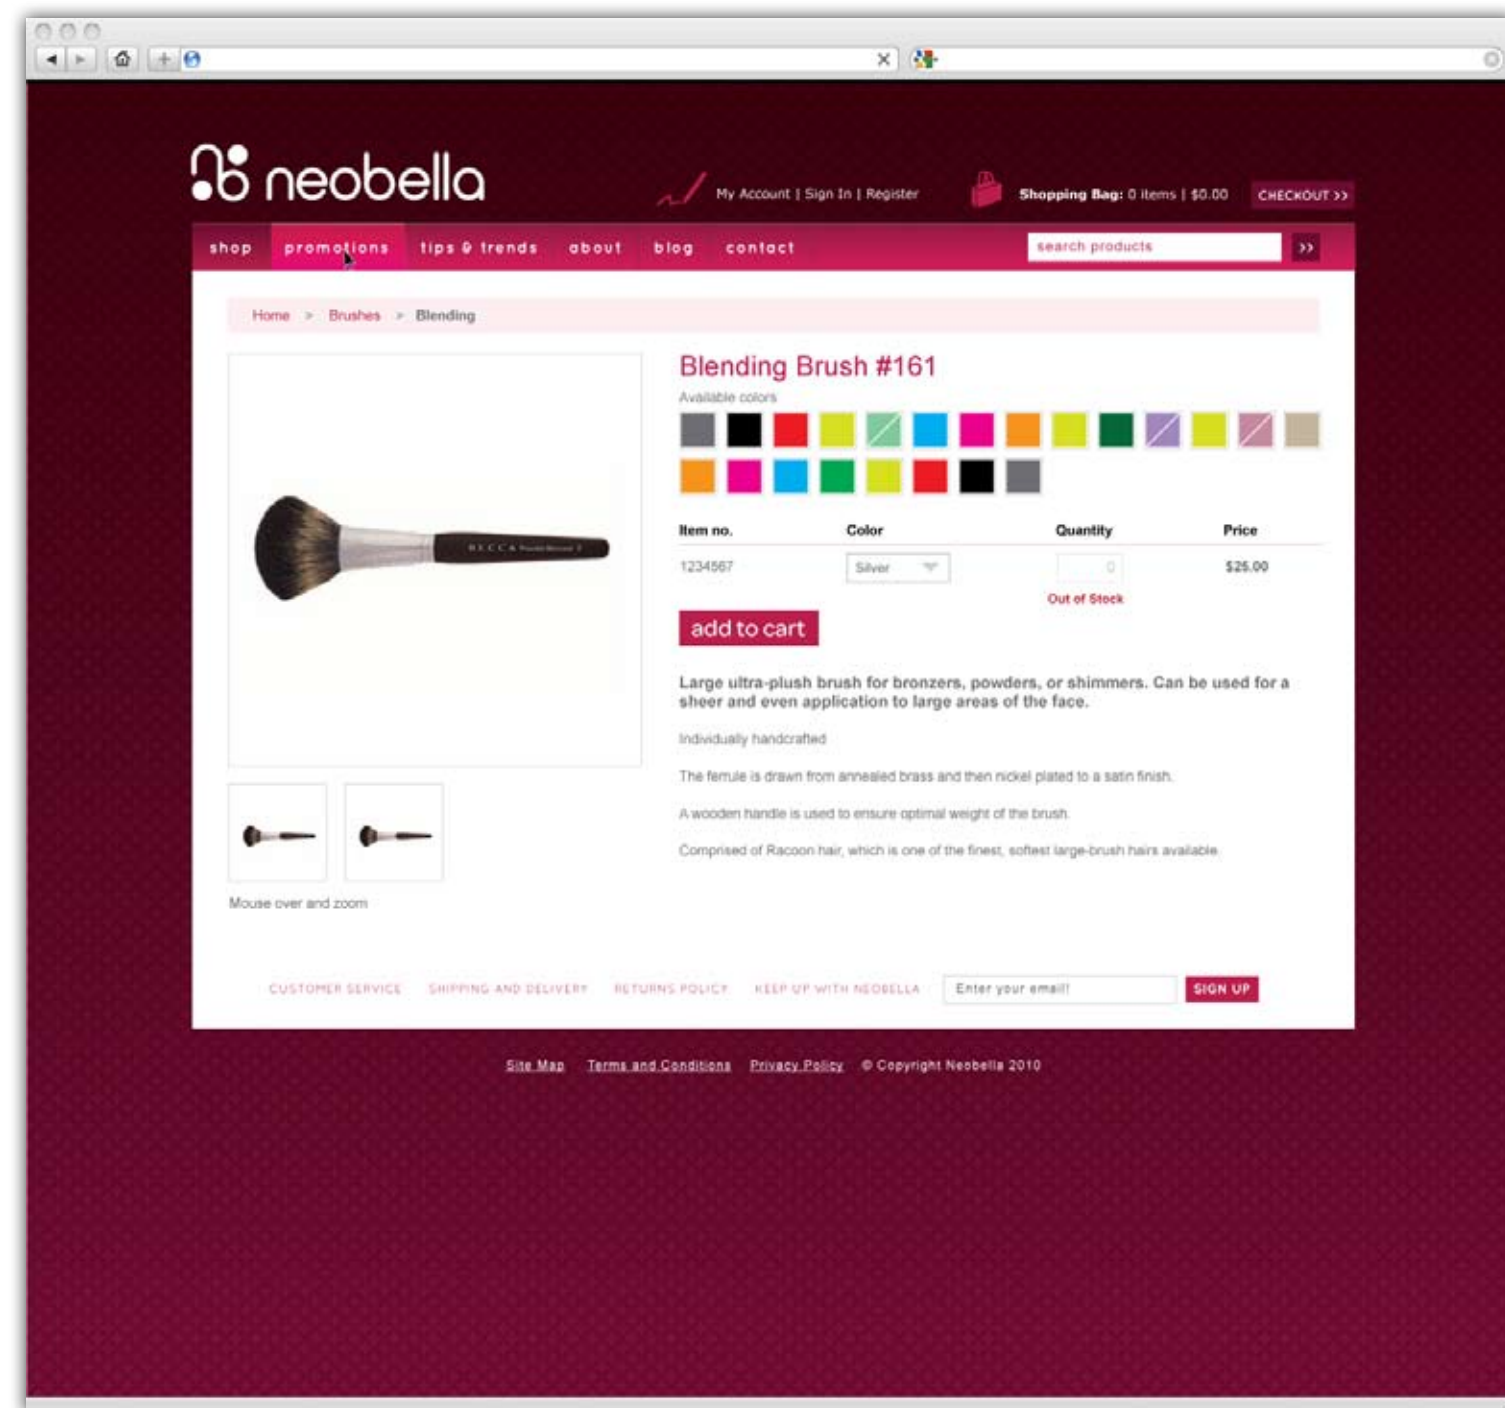 neobella
My Account | Sign In | Register
Shopping Bag: 0 items | $0.00
CHECKOUT >>
shop promotions tips & trends about blog contact
search products >>
Home > Brushes > Blending
Blending Brush #161
Available colors
Item no. Color Quantity Price
1234567 Silver 0 $25.00
Out of Stock
add to cart
Large ultra-plush brush for bronzers, powders, or shimmers. Can be used for a
sheer and even application to large areas of the face.
Individually handcrafted
The ferrule is drawn from annealed brass and then nickel plated to a satin finish.
A wooden handle is used to ensure optimal weight of the brush.
Comprised of Racoon hair, which is one of the finest, softest large-brush hairs available.
BECCA
Mouse over and zoom
CUSTOMER SERVICE SHIPPING AND DELIVERY RETURNS POLICY KEEP UP WITH NEOBELLA Enter your email! SIGN UP
Site Map Terms and Conditions Privacy Policy © Copyright Neobella 2010